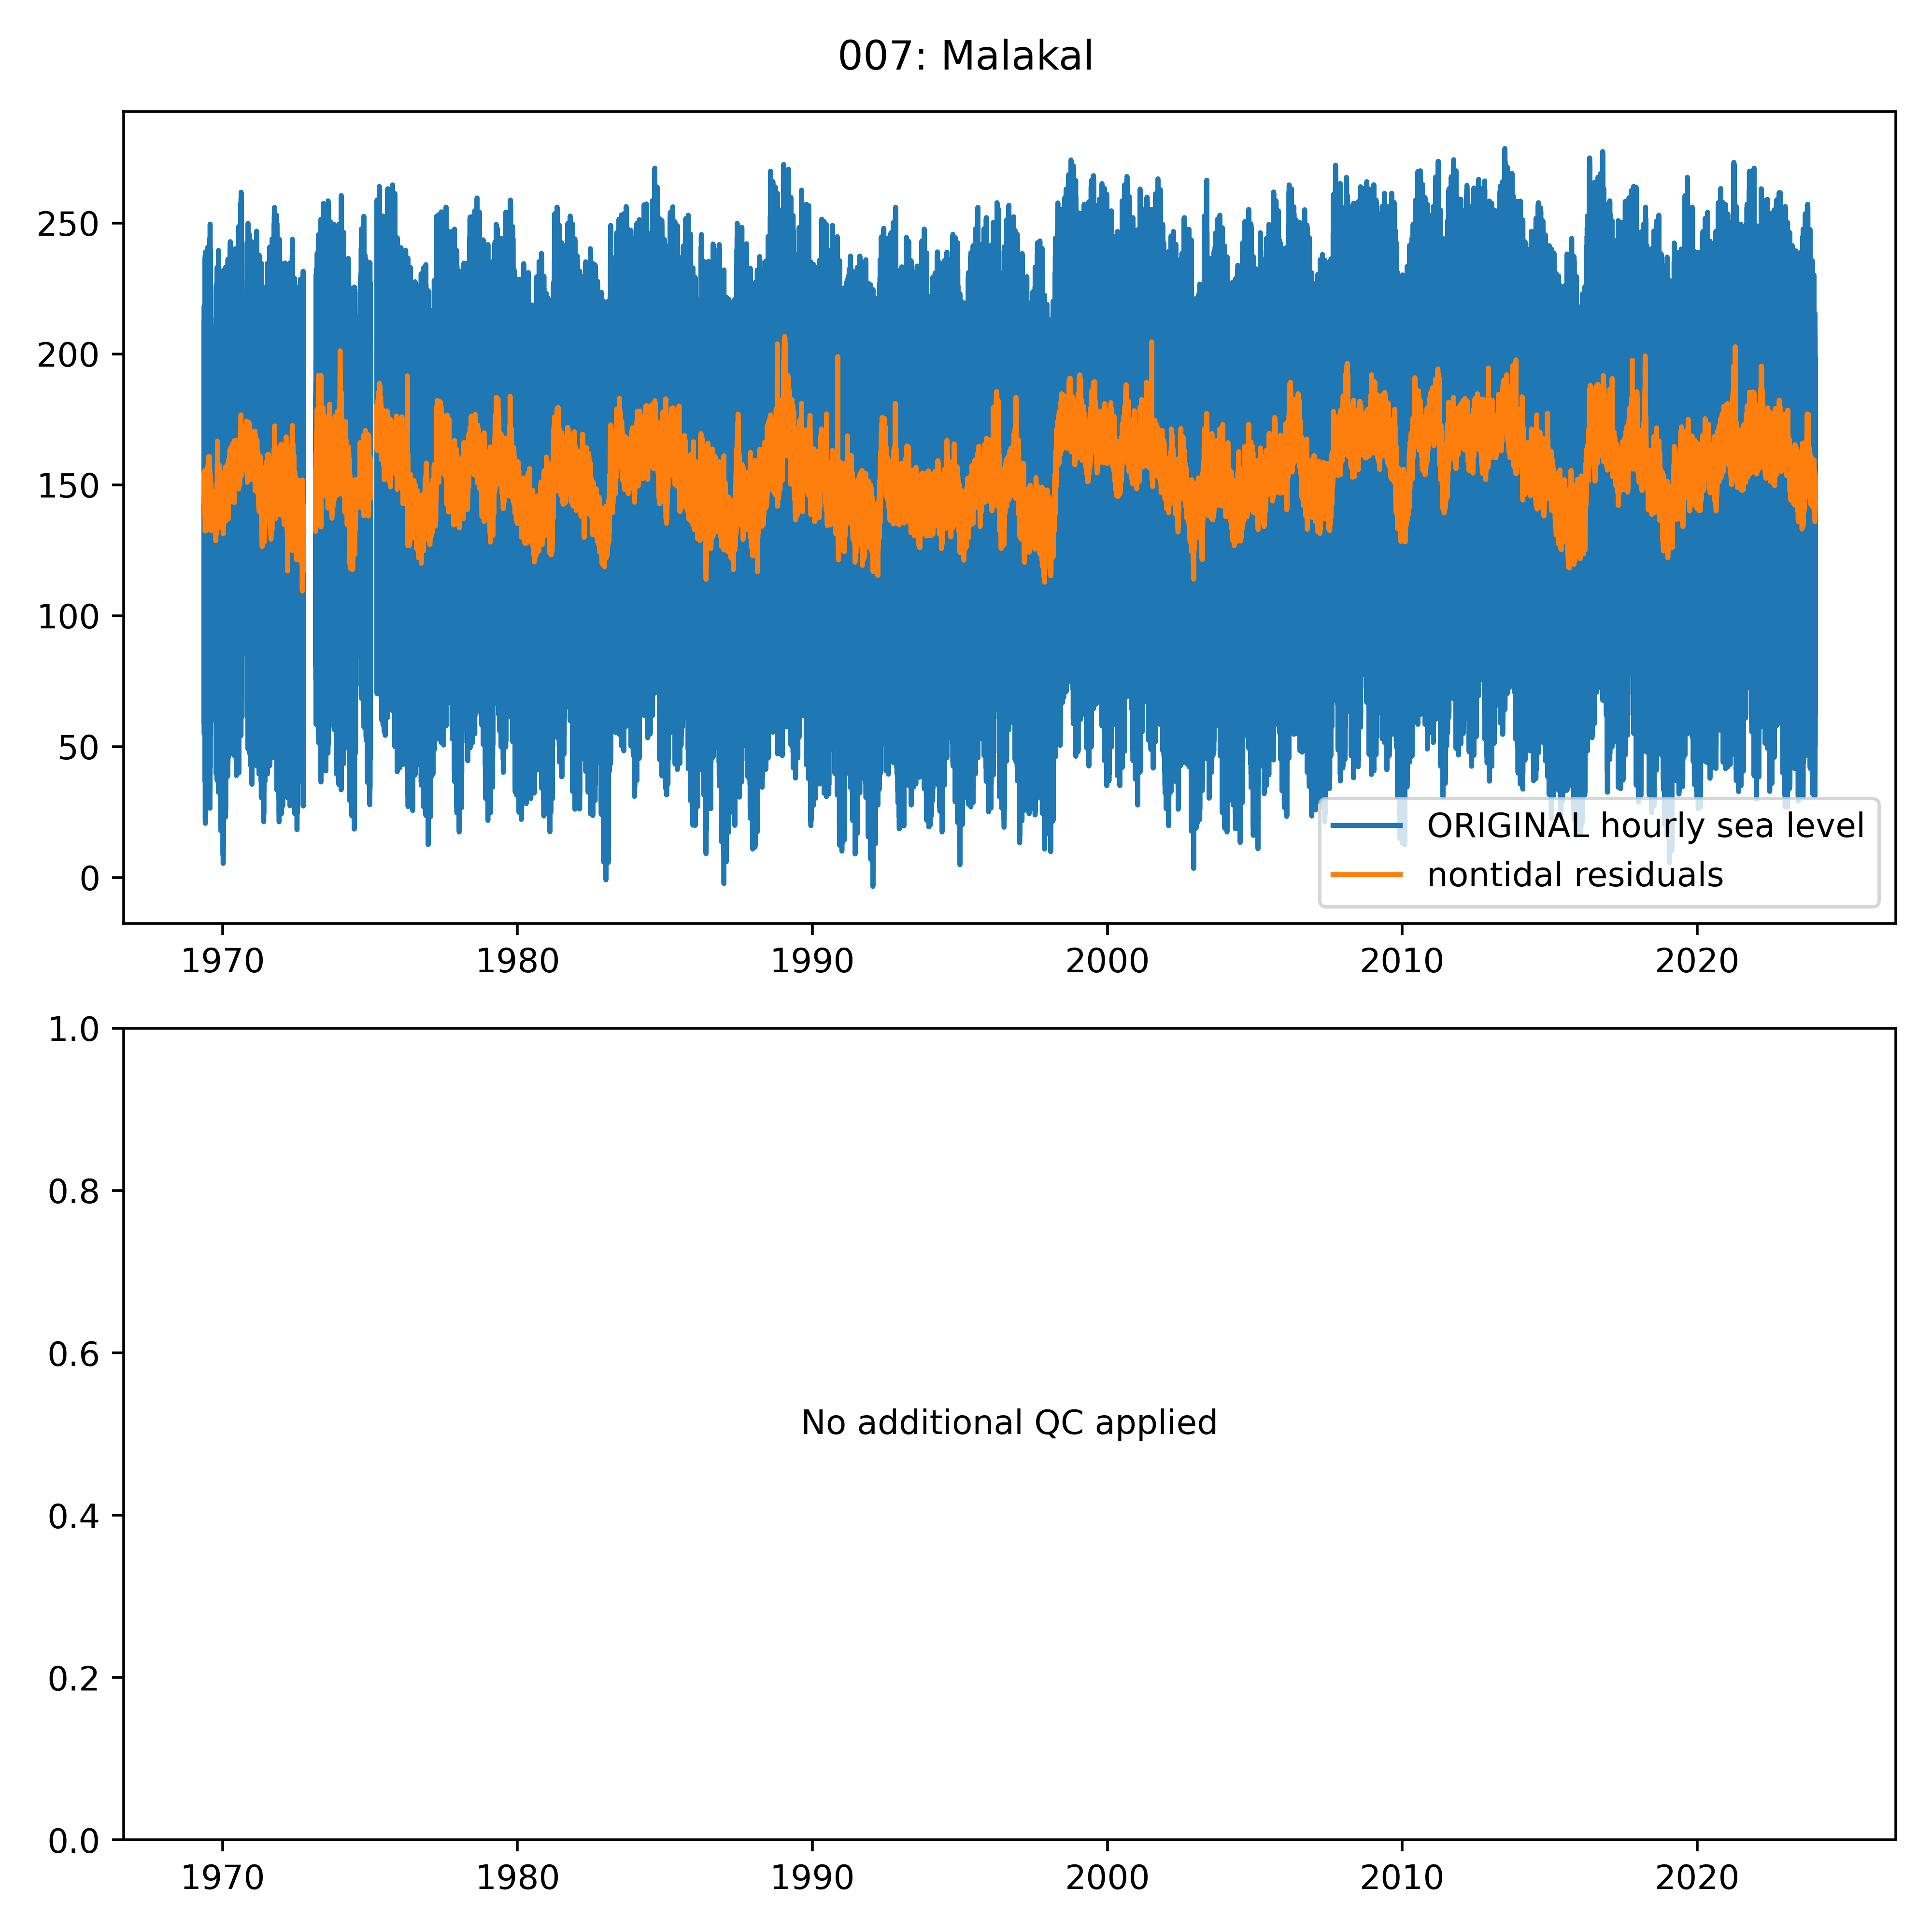 007: Malakal
250
200
150
100
50
0
ORIGINAL hourly sea level
nontidal residuals
1970 1980 1990 2000 2010 2020
1.0
0.8
0.6
No additional QC applied
0.4
0.2
0.0
1970 1980 1990 2000 2010 2020